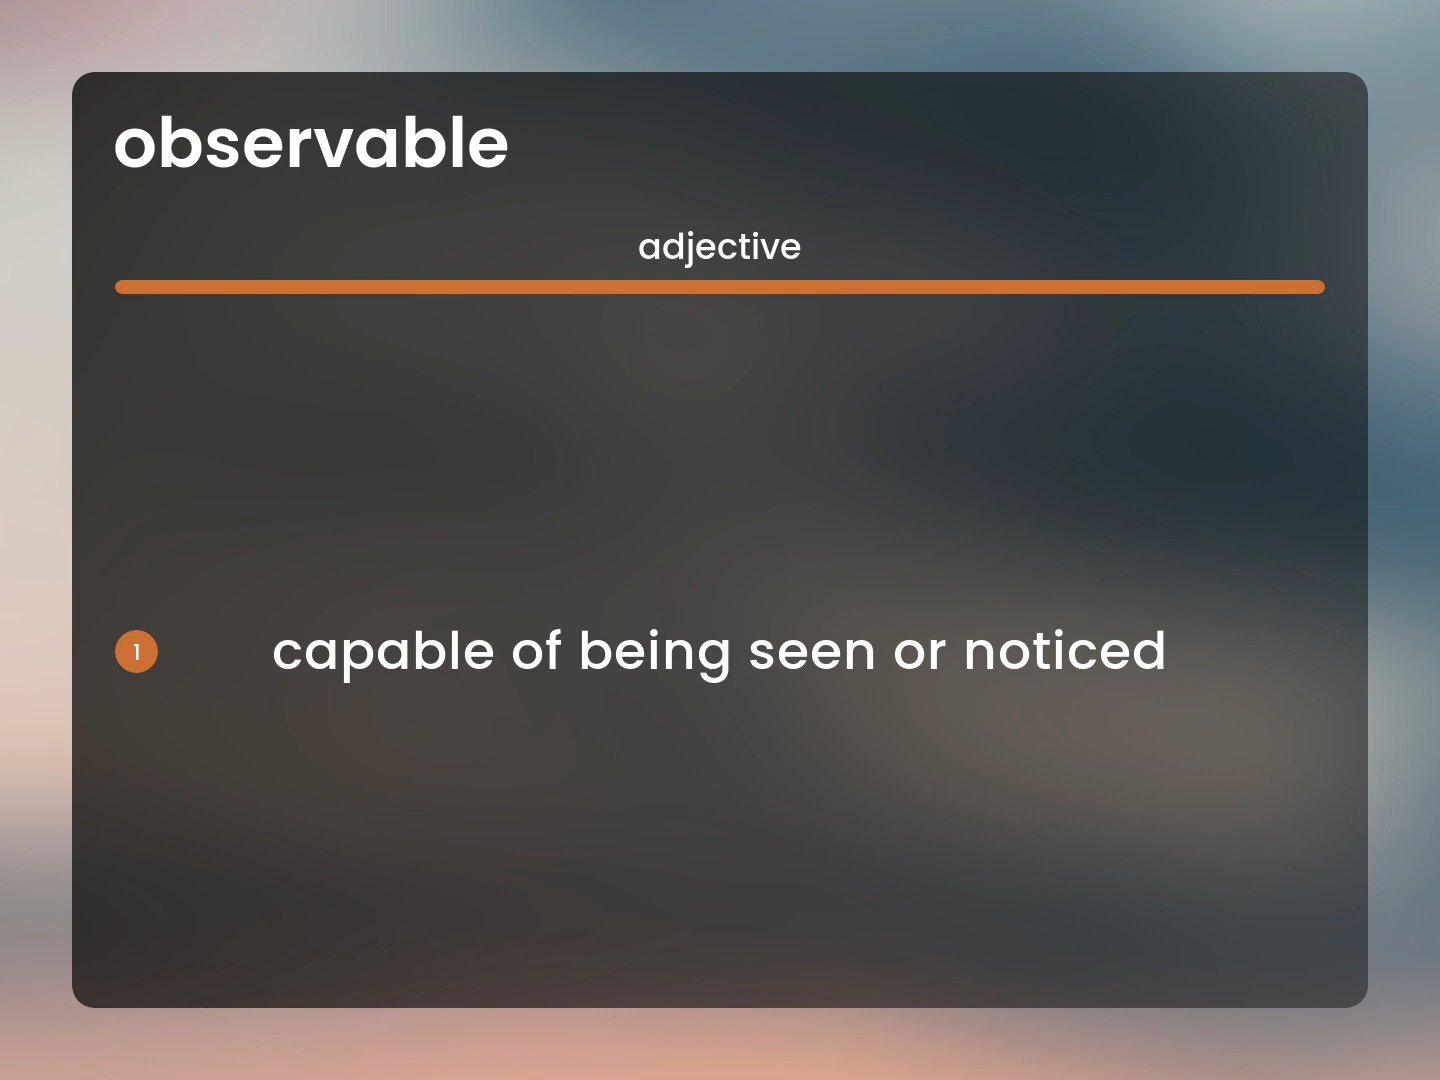 observable
adjective
1 capable of being seen or noticed